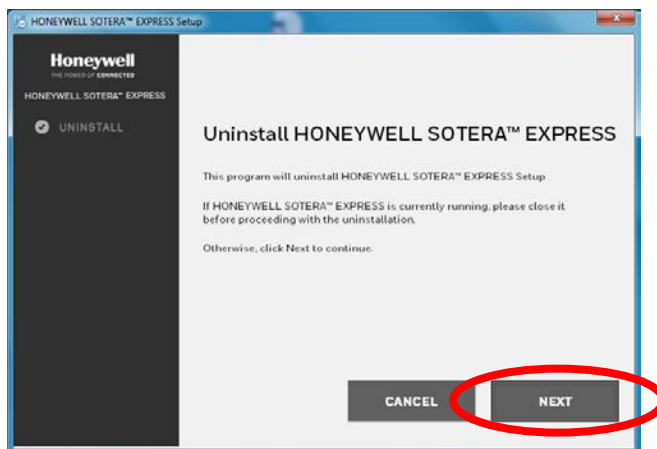 HONEYWELL SOTERA™ EXPRESS Setup
Honeywell
THE POWER OF CONNECTED
HONEYWELL SOTERA™ EXPRESS
UNINSTALL
Uninstall HONEYWELL SOTERA™ EXPRESS
This program will uninstall HONEYWELL SOTERA™ EXPRESS Setup
If HONEYWELL SOTERA™ EXPRESS is currently running, please close it
before proceeding with the uninstallation.
Otherwise, click Next to continue.
CANCEL
NEXT